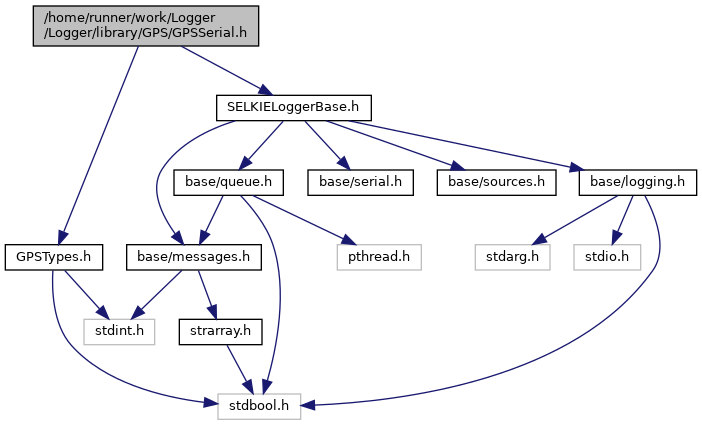 /home/runner/work/Logger
/Logger/library/GPS/GPSSerial.h
SELKIELoggerBase.h
base/queue.h
base/serial.h
base/sources.h
base/logging.h
GPSTypes.h
base/messages.h
pthread.h
stdarg.h
stdio.h
stdint.h
strarray.h
stdbool.h